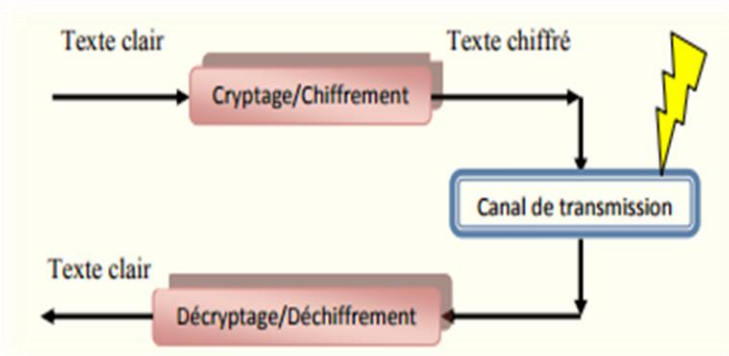 Texte clair
Texte chiffré
Cryptage/Chiffrement
Canal de transmission
Texte clair
Décryptage/Déchiffrement